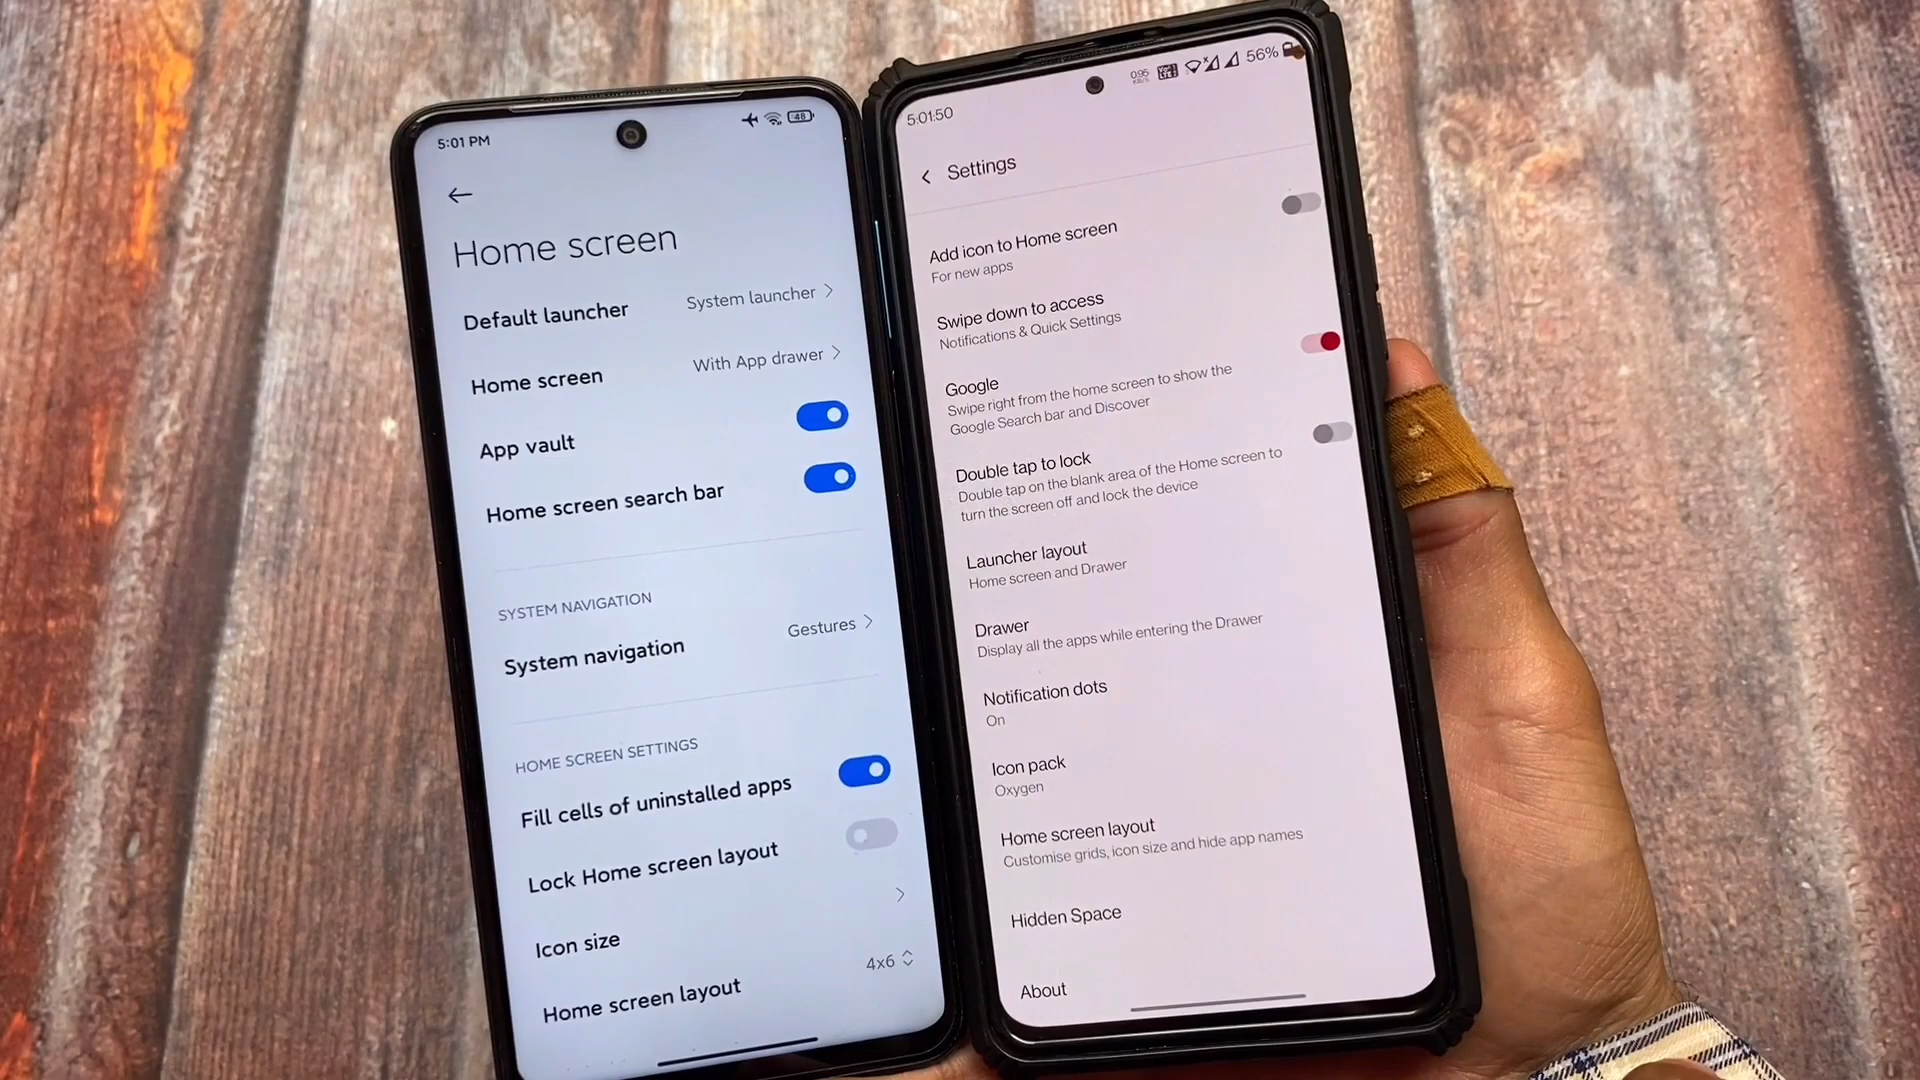 5:01 PM
48
Home screen
Default launcher
System launcher
Home screen
With App drawer
App vault
Home screen search bar
SYSTEM NAVIGATION
System navigation
Gestures
HOME SCREEN SETTINGS
Fill cells of uninstalled apps
Lock Home screen layout
Icon size
Home screen layout
4x6
5:01:50
0.95
KB/S
56%
Settings
Add icon to Home screen
For new apps
Swipe down to access
Notifications & Quick Settings
Google
Swipe right from the home screen to show the
Google Search bar and Discover
Double tap to lock
Double tap on the blank area of the Home screen to
turn the screen off and lock the device
Launcher layout
Home screen and Drawer
Drawer
Display all the apps while entering the Drawer
Notification dots
On
Icon pack
Oxygen
Home screen layout
Customise grids, icon size and hide app names
Hidden Space
About